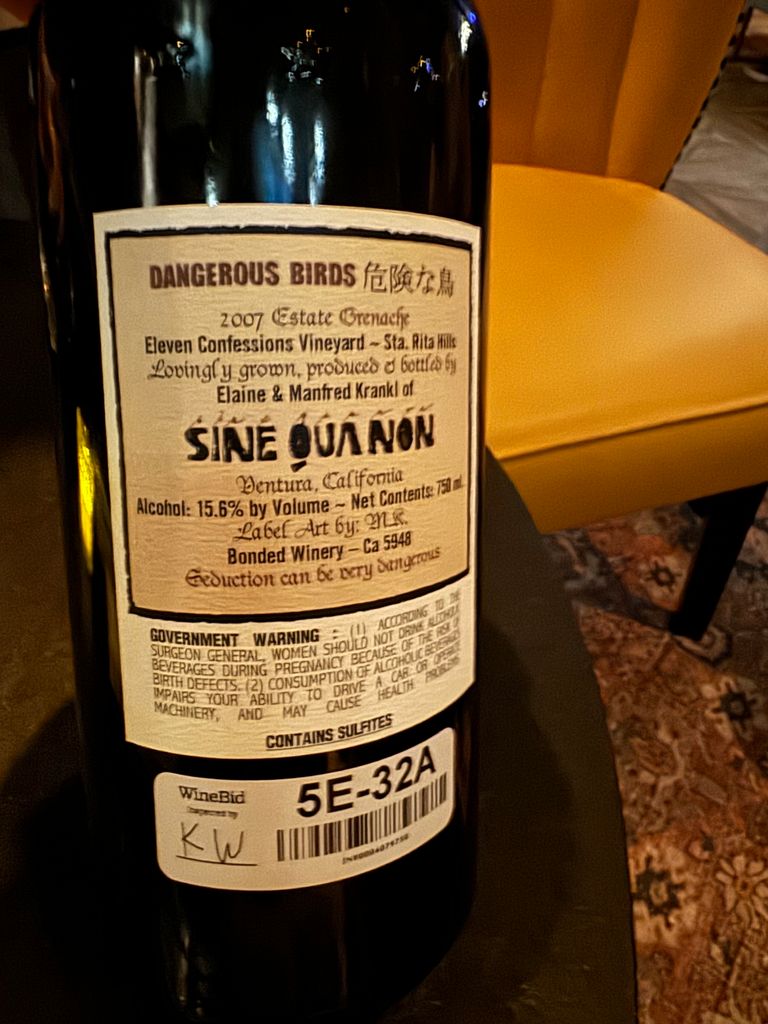 DANGEROUS BIRDS 危険な鳥
2007 Estate Grenache
Eleven Confessions Vineyard ~ Sta. Rita Hills
Lovingly grown, produced & bottled by
Elaine & Manfred Krankl of
SINE QUA NON
Ventura, California
Alcohol: 15.6% by Volume ~ Net Contents: 750 ml
Label Art by: M.K.
Bonded Winery – Ca 5948
Seduction can be very dangerous
GOVERNMENT WARNING : (1) ACCORDING TO THE
SURGEON GENERAL, WOMEN SHOULD NOT DRINK ALCOHOLIC
BEVERAGES DURING PREGNANCY BECAUSE OF THE RISK OF
BIRTH DEFECTS. (2) CONSUMPTION OF ALCOHOLIC BEVERAGES
IMPAIRS YOUR ABILITY TO DRIVE A CAR OR OPERATE
MACHINERY, AND MAY CAUSE HEALTH PROBLEMS.
CONTAINS SULFITES
WineBid
Inspected by
KW
5E-32A